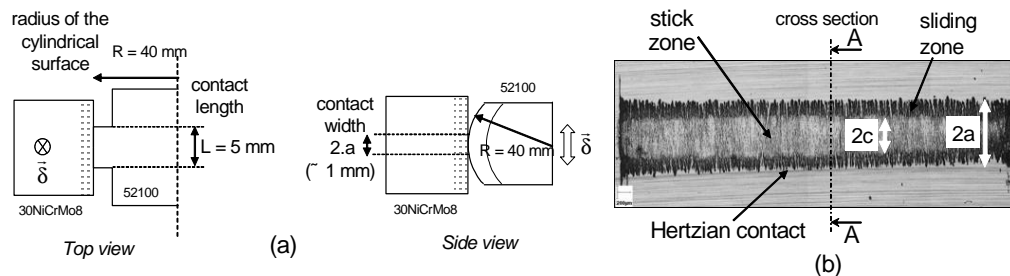 radius of the
cylindrical
surface
R = 40 mm
contact
length
L = 5 mm
δ
52100
30NiCrMo8
Top view
(a)
52100
contact
width
2.a
(~ 1 mm)
R = 40 mm
δ
30NiCrMo8
Side view
stick
zone
cross section
A
sliding
zone
2c
2a
200μm
Hertzian contact
A
(b)